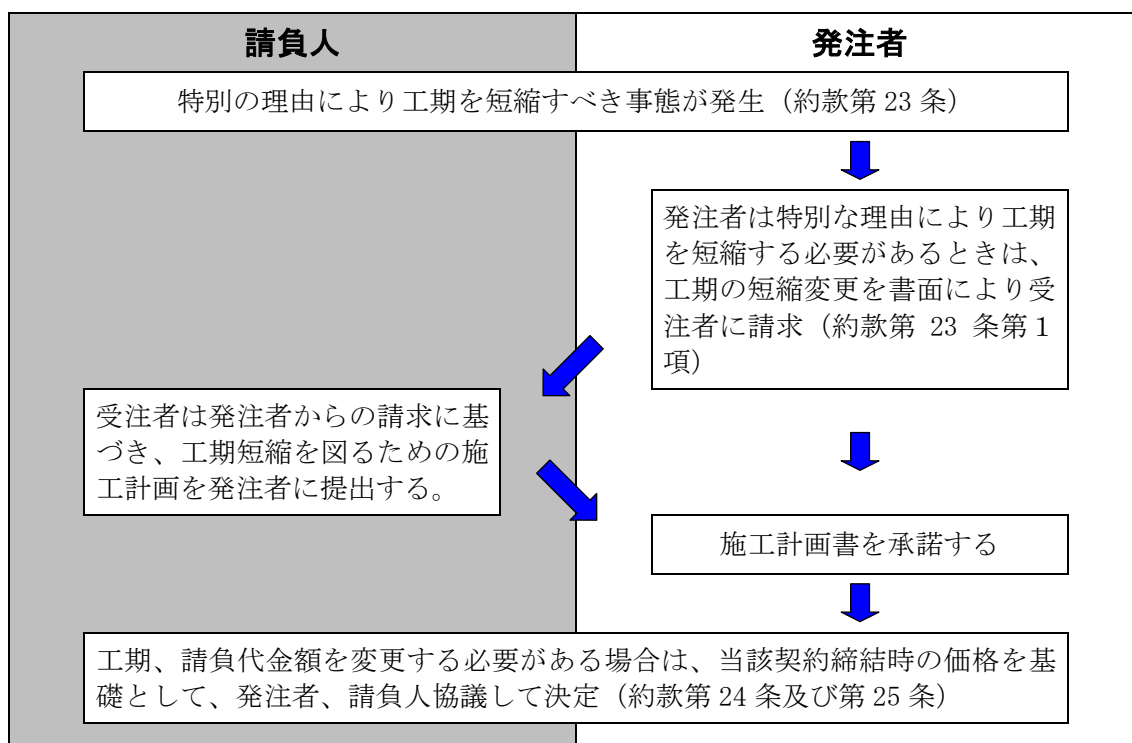 請負人
発注者
特別の理由により工期を短縮すべき事態が発生（約款第 23 条）
発注者は特別な理由により工期
を短縮する必要があるときは、
工期の短縮変更を書面により受
注者に請求（約款第 23 条第１
項）
受注者は発注者からの請求に基
づき、工期短縮を図るための施
工計画を発注者に提出する。
施工計画書を承諾する
工期、請負代金額を変更する必要がある場合は、当該契約締結時の価格を基
礎として、発注者、請負人協議して決定（約款第 24 条及び第 25 条）